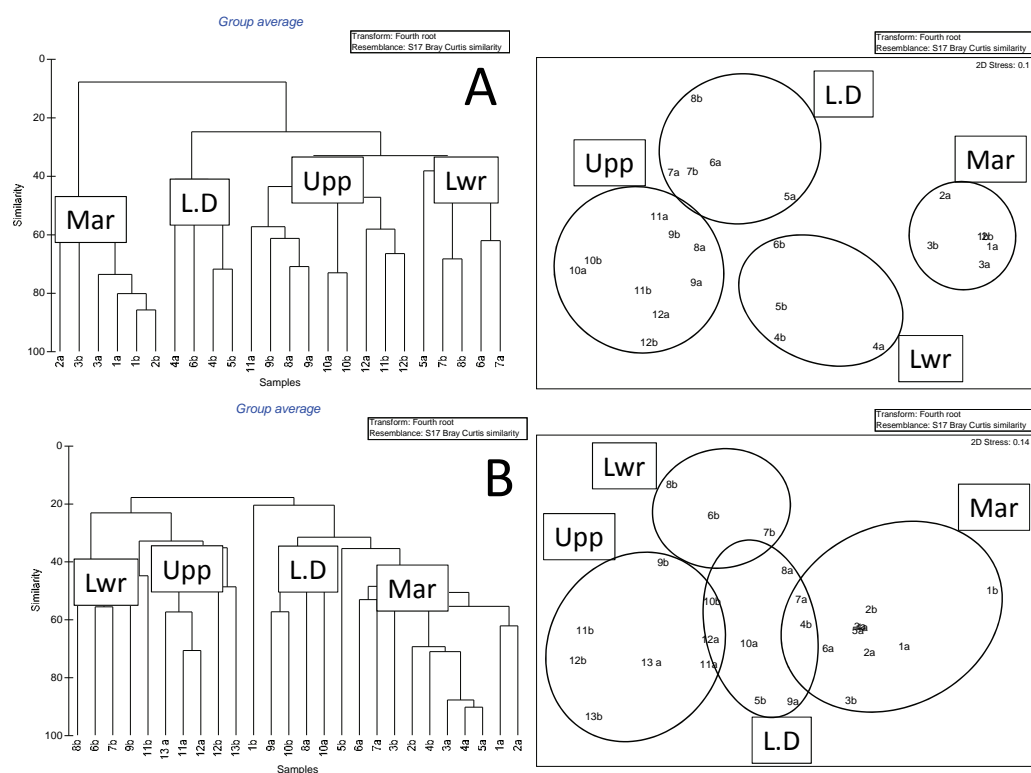 Group average
Transform: Fourth root
Resemblance: S17 Bray Curtis similarity
A
0
20
40
60
80
100
Similarity
Mar
L.D
Upp
Lwr
2a 3b 3a 1a 1b 2b 4a 6b 4b 5b 11a 9b 8a 9a 10a 10b 12a 11b 12b 5a 7b 8b 6a 7a
Samples
Transform: Fourth root
Resemblance: S17 Bray Curtis similarity
2D Stress: 0.1
L.D
Upp
Mar
Lwr
8b
6a
7a 7b
5a
2a
11a
9b
8a
6b
3b
1a
3a
10b
10a
9a
11b
5b
12a
4b
4a
12b
Group average
Transform: Fourth root
Resemblance: S17 Bray Curtis similarity
B
0
20
40
60
80
100
Similarity
Lwr
Upp
L.D
Mar
8b 6b 7b 9b 11b 13 a 11a 12a 12b 13b 1b 9a 10b 8a 10a 5b 6a 7a 3b 2b 4b 3a 4a 5a 1a 2a
Samples
Transform: Fourth root
Resemblance: S17 Bray Curtis similarity
2D Stress: 0.14
Lwr
Upp
Mar
L.D
8b
6b
7b
9b
8a
1b
10b
7a
2b
11b
4b
12a
10a
6a
2a
1a
12b
13 a
11a
5b
9a
3b
13b